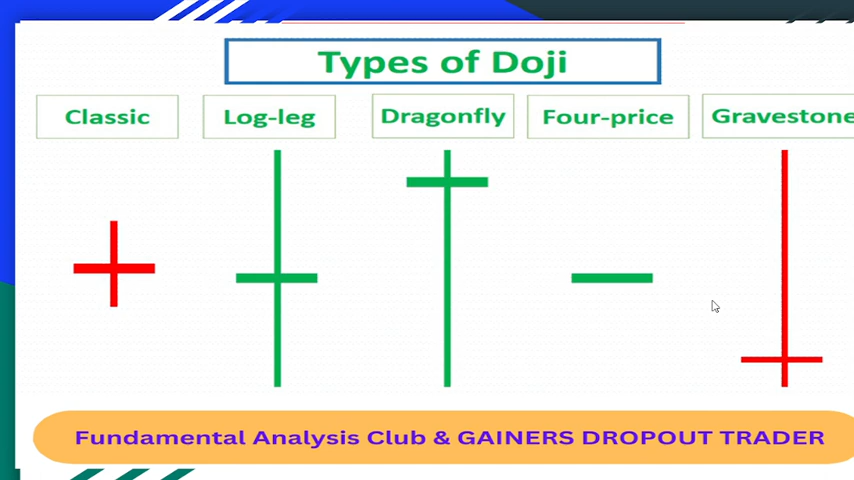 Types of Doji
Classic
Log-leg
Dragonfly
Four-price
Gravestone
Fundamental Analysis Club & GAINERS DROPOUT TRADER